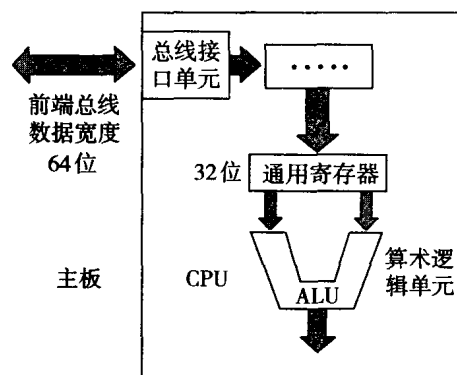 总线接
口单元
·····
前端总线
数据宽度
64位
32位
通用寄存器
主板
CPU
ALU
算术逻
辑单元